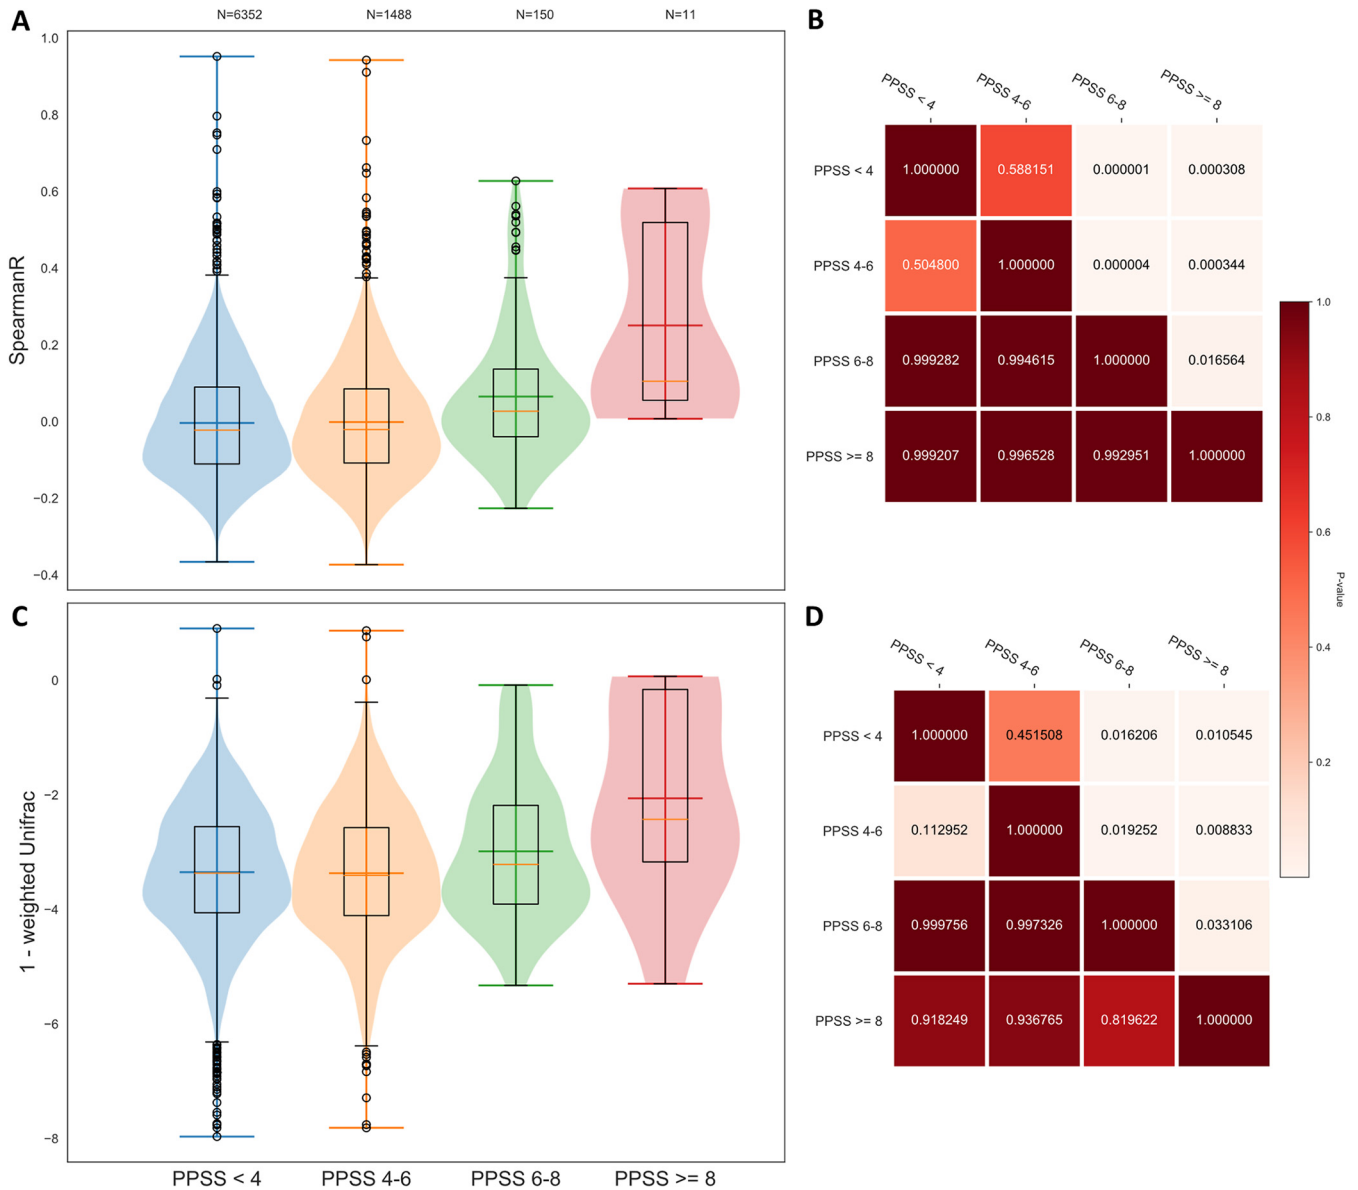 A
N=6352 N=1488 N=150 N=11
1.0
0.8
0.6
0.4
0.2
0.0
−0.2
−0.4
SpearmanR
B
PPSS < 4 PPSS 4-6 PPSS 6-8 PPSS >= 8
PPSS < 4 1.000000 0.588151 0.000001 0.000308
PPSS 4-6 0.504800 1.000000 0.000004 0.000344
PPSS 6-8 0.999282 0.994615 1.000000 0.016564
PPSS >= 8 0.999207 0.996528 0.992951 1.000000
1.0
0.8
0.6
0.4
0.2
P-value
C
0
−2
−4
−6
−8
1 - weighted Unifrac
PPSS < 4 PPSS 4-6 PPSS 6-8 PPSS >= 8
D
PPSS < 4 PPSS 4-6 PPSS 6-8 PPSS >= 8
PPSS < 4 1.000000 0.451508 0.016206 0.010545
PPSS 4-6 0.112952 1.000000 0.019252 0.008833
PPSS 6-8 0.999756 0.997326 1.000000 0.033106
PPSS >= 8 0.918249 0.936765 0.819622 1.000000